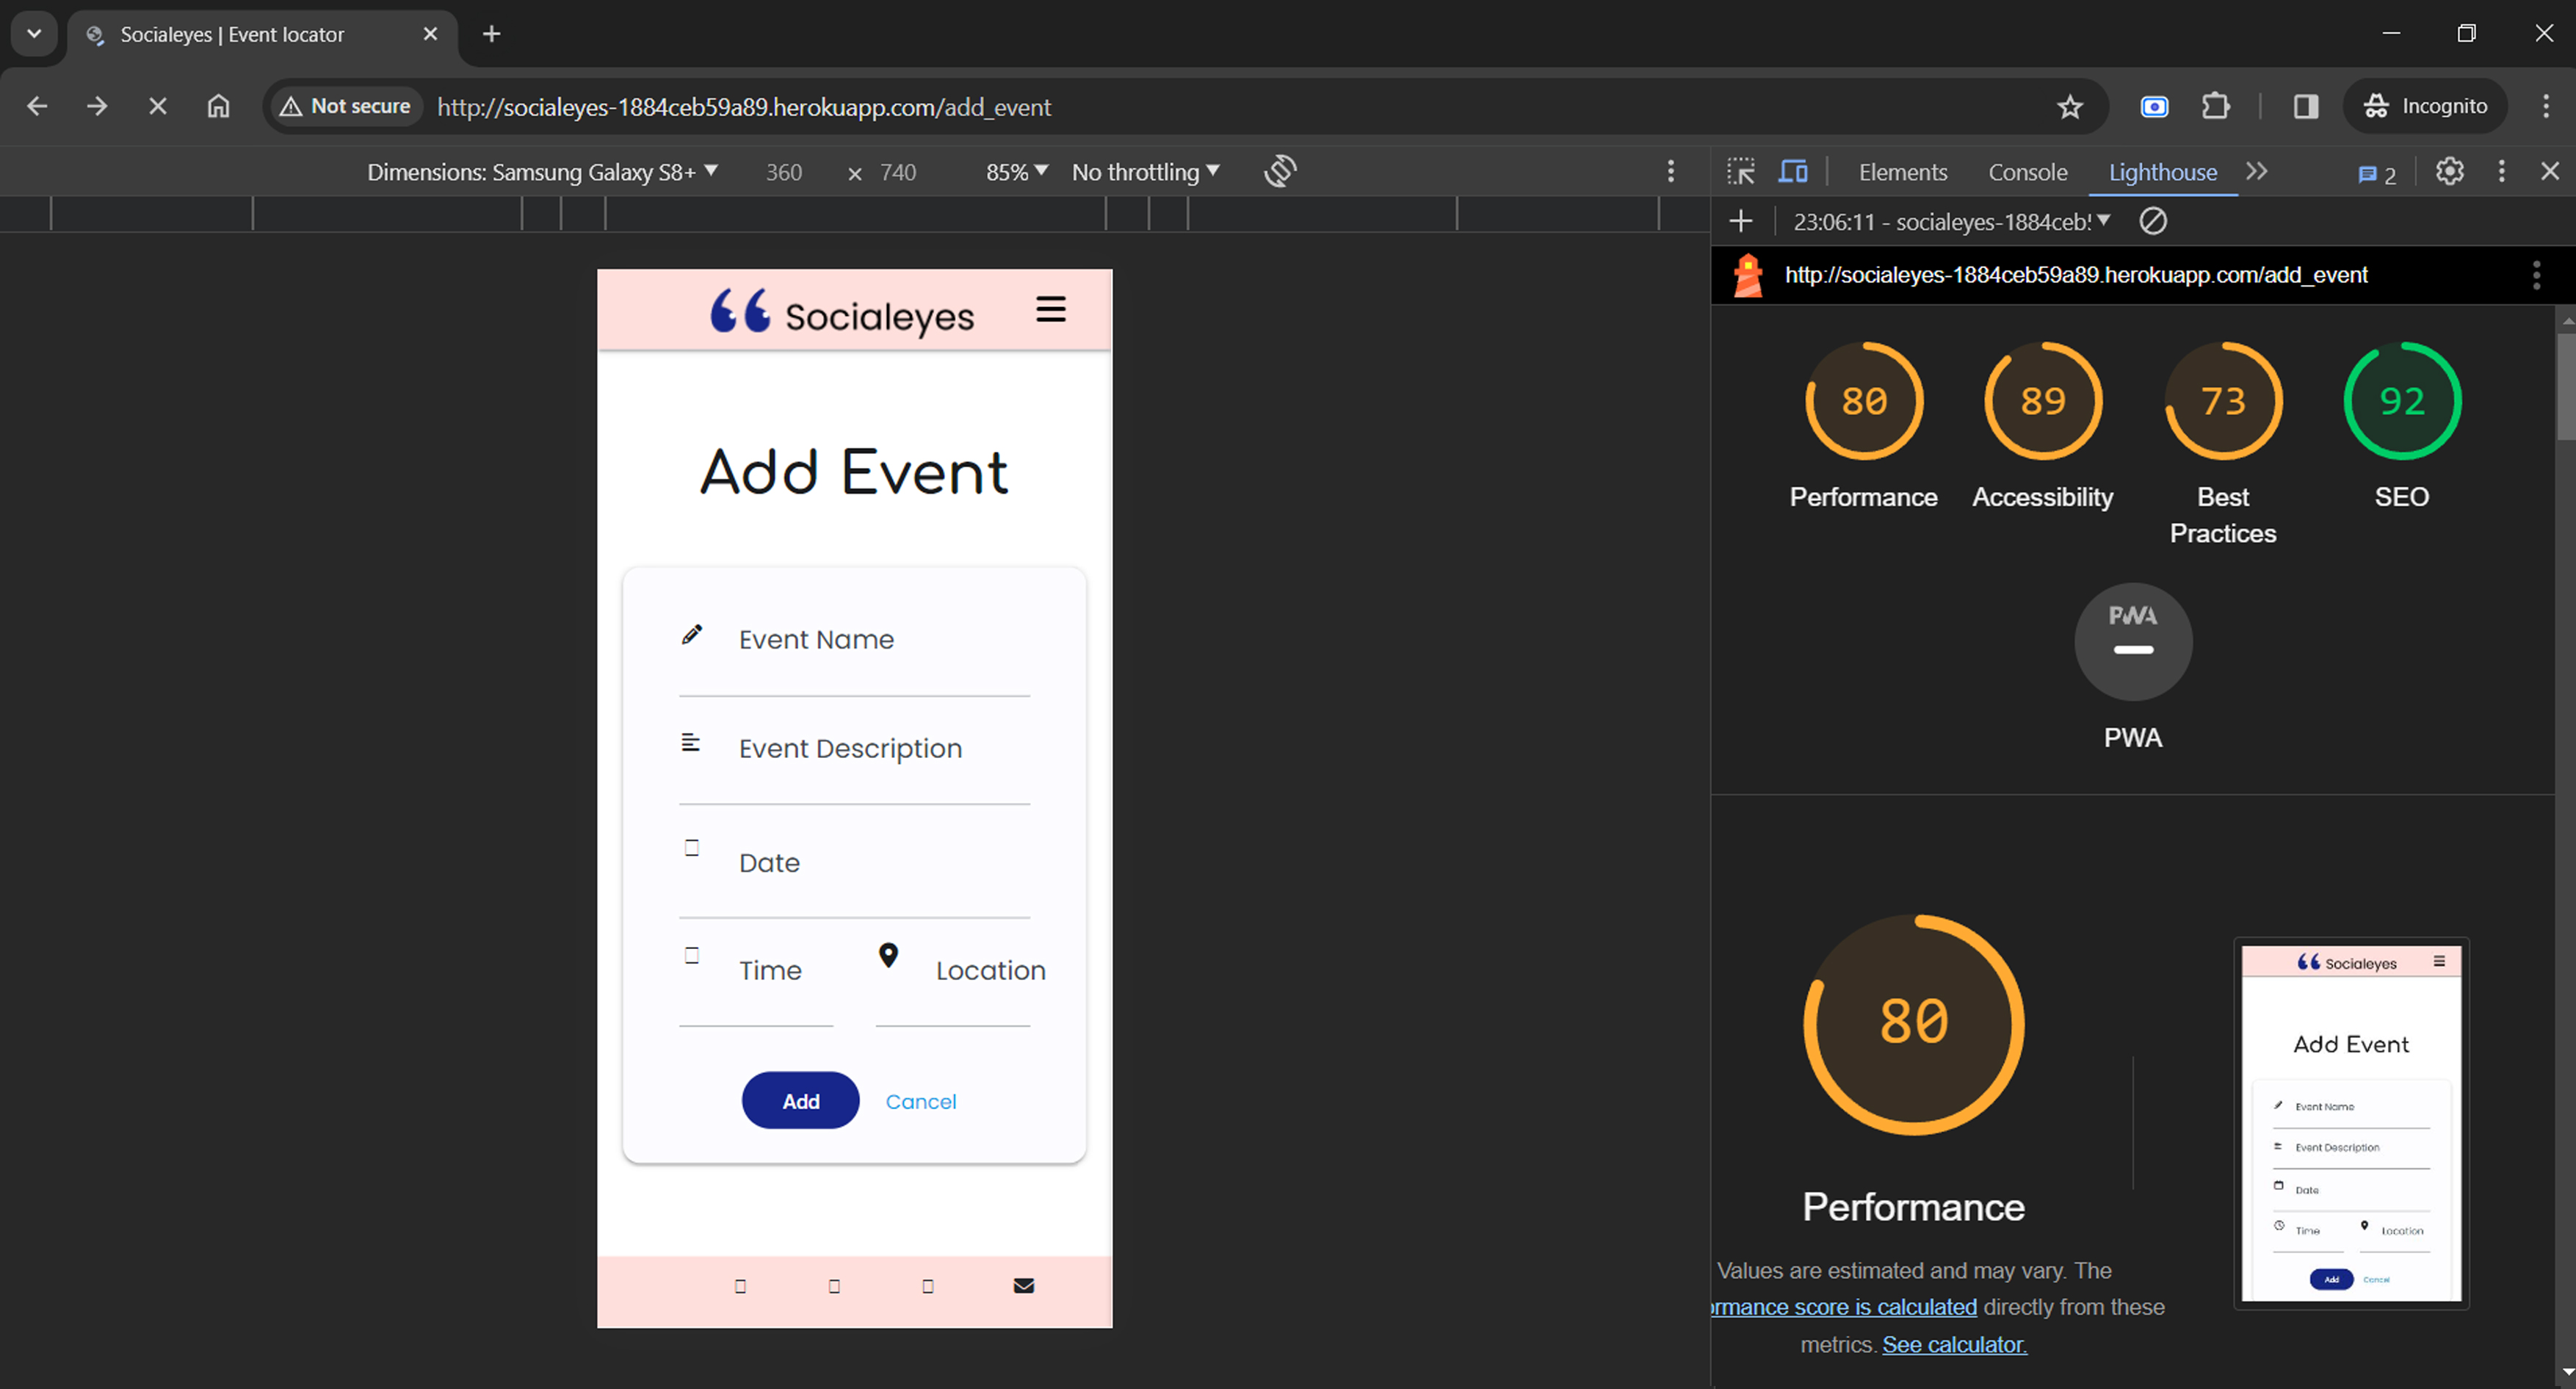 Socialeyes | Event locator
Not secure
http://socialeyes-1884ceb59a89.herokuapp.com/add_event
Incognito
Dimensions: Samsung Galaxy S8+ 360 × 740 85% No throttling
Elements Console Lighthouse 2
23:06:11 - socialeyes-1884ceb!
http://socialeyes-1884ceb59a89.herokuapp.com/add_event
Socialeyes
Add Event
Event Name
Event Description
Date
Time Location
Add Cancel
80 89 73 92
Performance Accessibility Best Practices SEO
PWA
PWA
80
Performance
Values are estimated and may vary. The
ormance score is calculated directly from these
metrics. See calculator.
Socialeyes
Add Event
Event Name
Event Description
Date
Time Location
Add Cancel